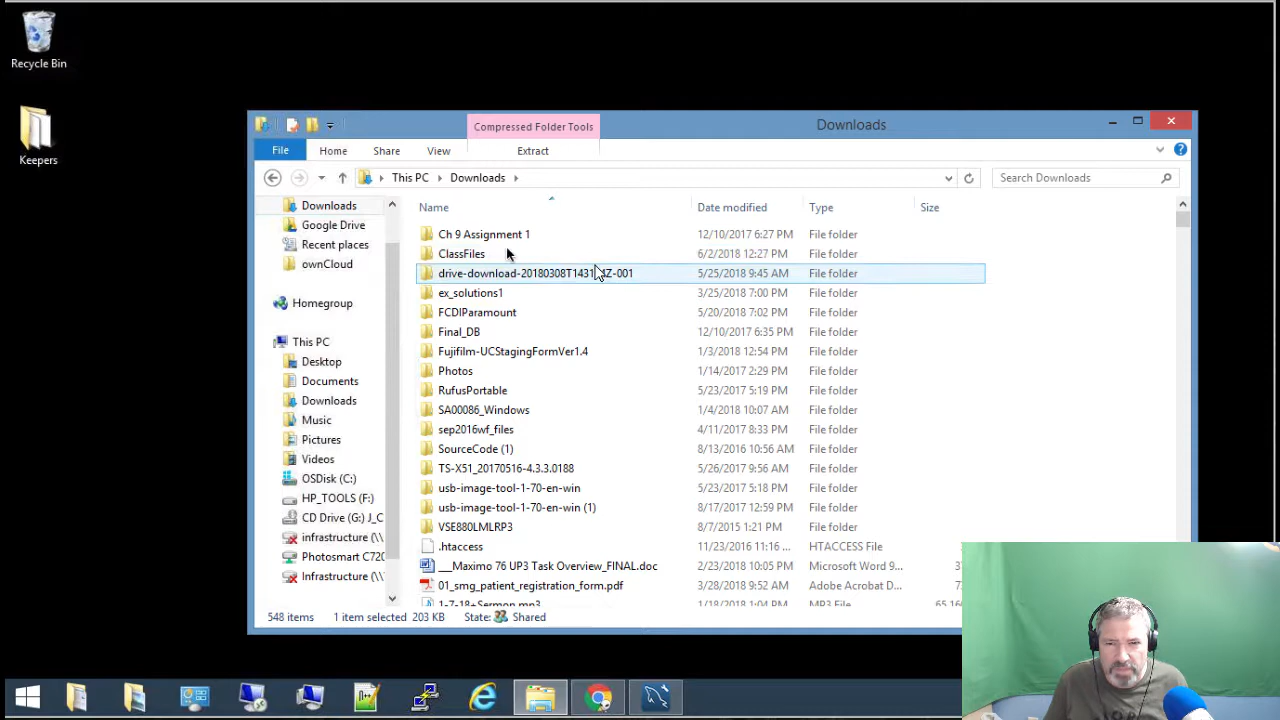 Recycle Bin
Keepers
Compressed Folder Tools
Downloads
File Home Share View Extract
This PC Downloads
Search Downloads
Downloads
Google Drive
Recent places
ownCloud
Homegroup
This PC
Desktop
Documents
Downloads
Music
Pictures
Videos
OSDisk (C:)
HP_TOOLS (F:)
CD Drive (G:) J_C
infrastructure (\\
Photosmart C720
Infrastructure (\\
Name Date modified Type Size
Ch 9 Assignment 1 12/10/2017 6:27 PM File folder
ClassFiles 6/2/2018 12:27 PM File folder
5/25/2018 9:45 AM File folder
ex_solutions1 3/25/2018 7:00 PM File folder
FCDIParamount 5/20/2018 7:02 PM File folder
Final_DB 12/10/2017 6:35 PM File folder
Fujifilm-UCStagingFormVer1.4 1/3/2018 12:54 PM File folder
Photos 1/14/2017 2:29 PM File folder
RufusPortable 5/23/2017 5:19 PM File folder
SA00086_Windows 1/4/2018 10:07 AM File folder
sep2016wf_files 4/11/2017 8:33 PM File folder
SourceCode (1) 8/13/2016 10:56 AM File folder
TS-X51_20170516-4.3.3.0188 5/26/2017 9:56 AM File folder
usb-image-tool-1-70-en-win 5/23/2017 5:18 PM File folder
usb-image-tool-1-70-en-win (1) 8/17/2017 12:59 PM File folder
VSE880LMLRP3 8/7/2015 1:21 PM File folder
.htaccess 11/23/2016 11:16 ... HTACCESS File
___Maximo 76 UP3 Task Overview_FINAL.doc 2/23/2018 10:05 PM Microsoft Word 9...
01_smg_patient_registration_form.pdf 3/28/2018 9:52 AM Adobe Acrobat D...
1-7-18+Sermon.mp3 1/18/2018 1:04 PM MP3 File
548 items 1 item selected 203 KB State: Shared